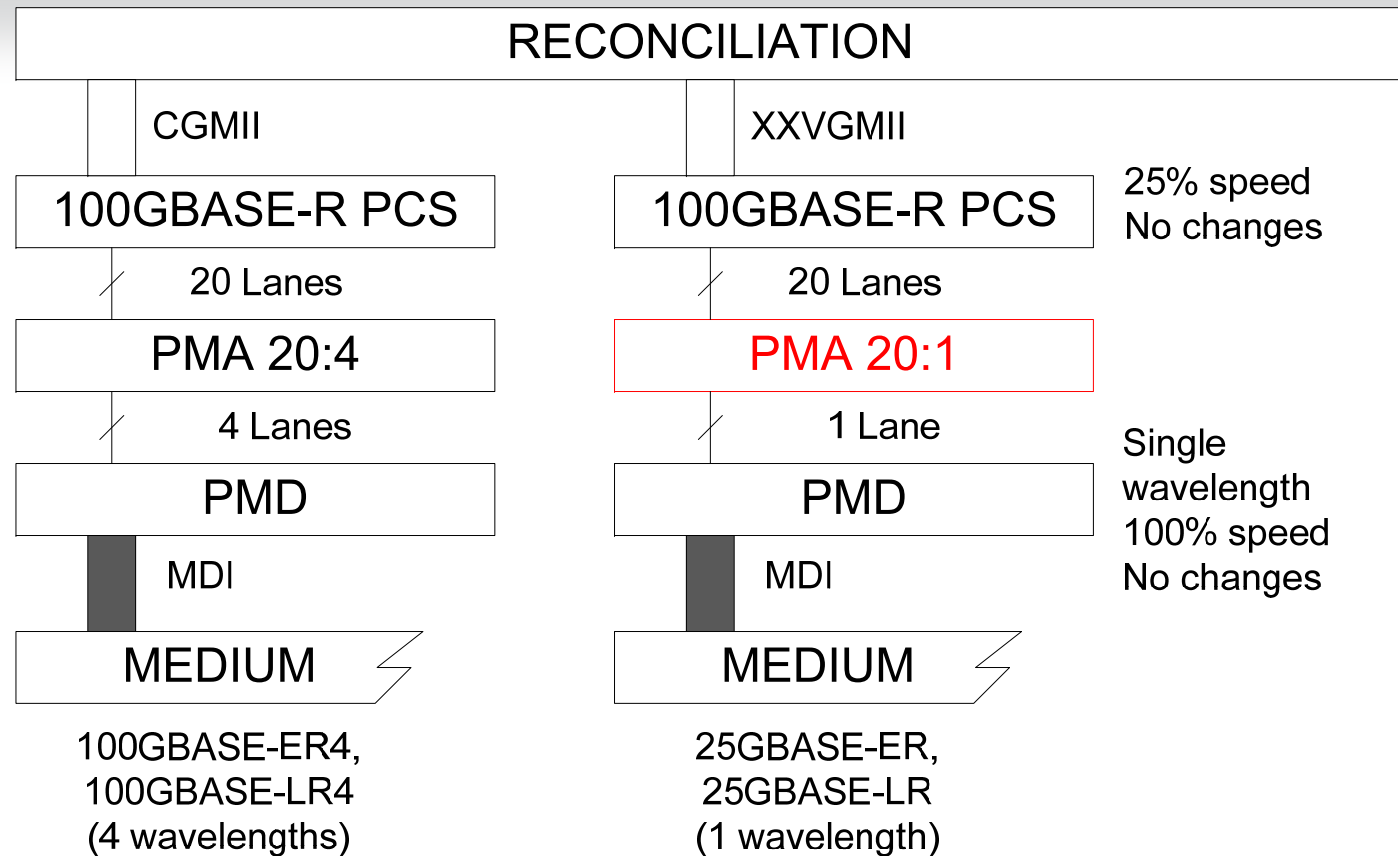 RECONCILIATION
CGMII
XXVGMII
100GBASE-R PCS
100GBASE-R PCS
25% speed
No changes
20 Lanes
20 Lanes
PMA 20:4
PMA 20:1
4 Lanes
1 Lane
PMD
PMD
Single
wavelength
100% speed
No changes
MDI
MDI
MEDIUM
MEDIUM
100GBASE-ER4,
100GBASE-LR4
(4 wavelengths)
25GBASE-ER,
25GBASE-LR
(1 wavelength)